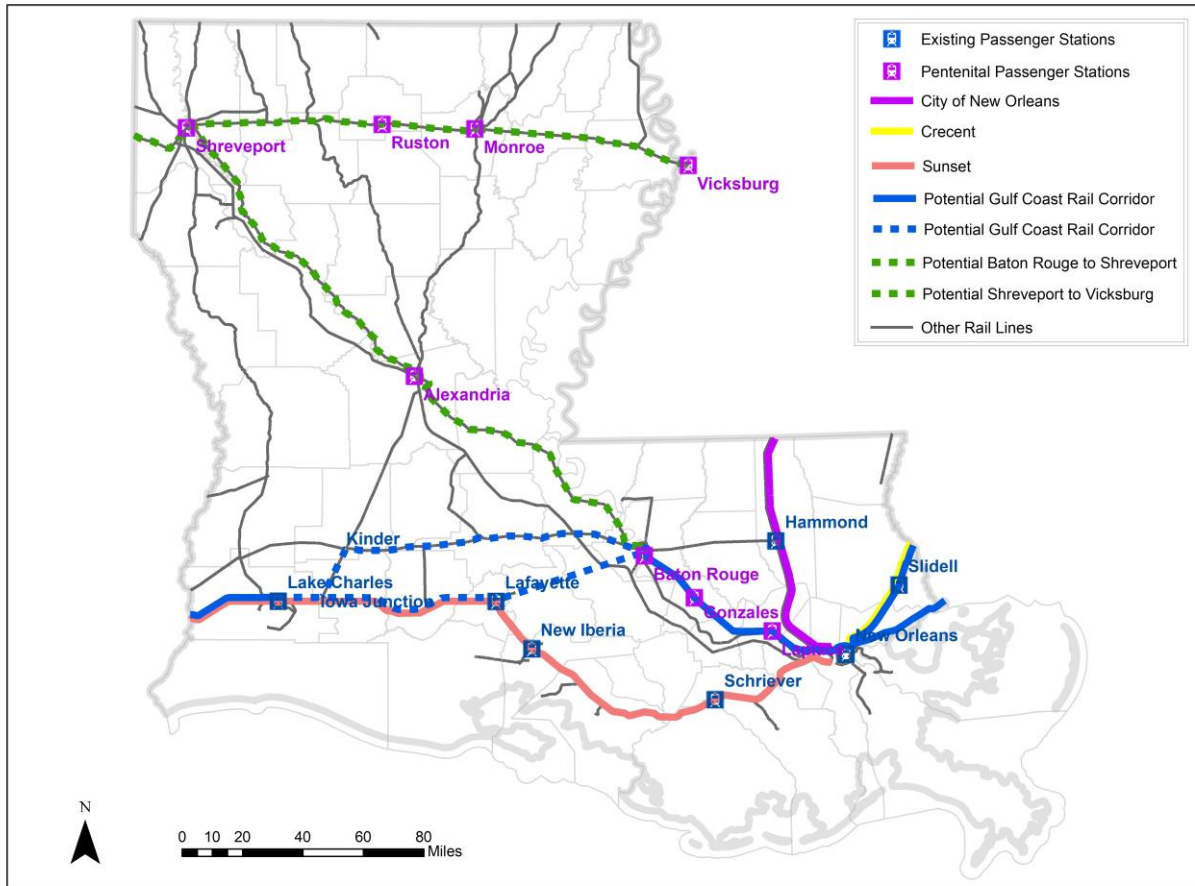 Existing Passenger Stations
Pentenital Passenger Stations
City of New Orleans
Crecent
Sunset
Potential Gulf Coast Rail Corridor
Potential Gulf Coast Rail Corridor
Potential Baton Rouge to Shreveport
Potential Shreveport to Vicksburg
Other Rail Lines
Shreveport
Ruston
Monroe
Vicksburg
Alexandria
Hammond
Kinder
Slidell
Baton Rouge
Lake Charles
Lafayette
Iowa Junction
Gonzales
New Iberia
New Orleans
Schriever
N
0 10 20 40 60 80
Miles